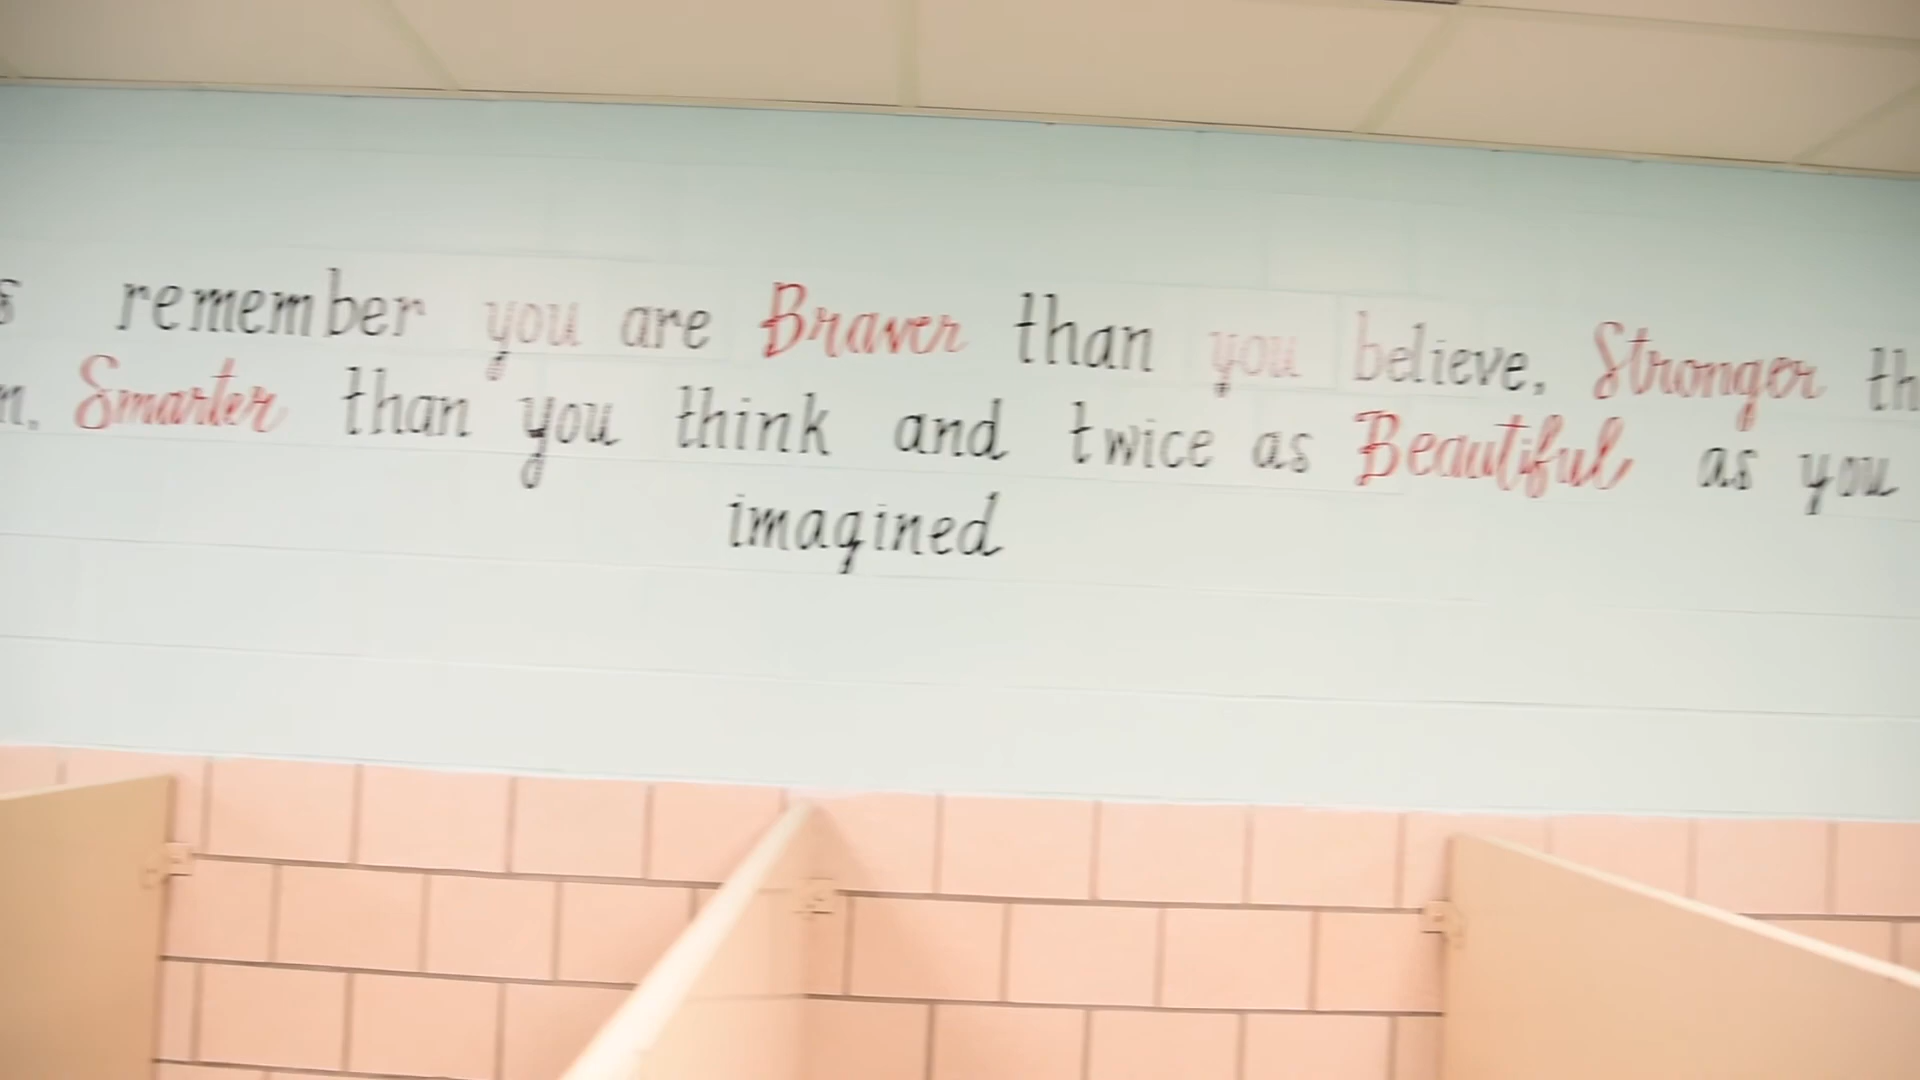 remember you are Braver than you believe, Stronger
Smarter than you think and twice as Beautiful as you
imagined